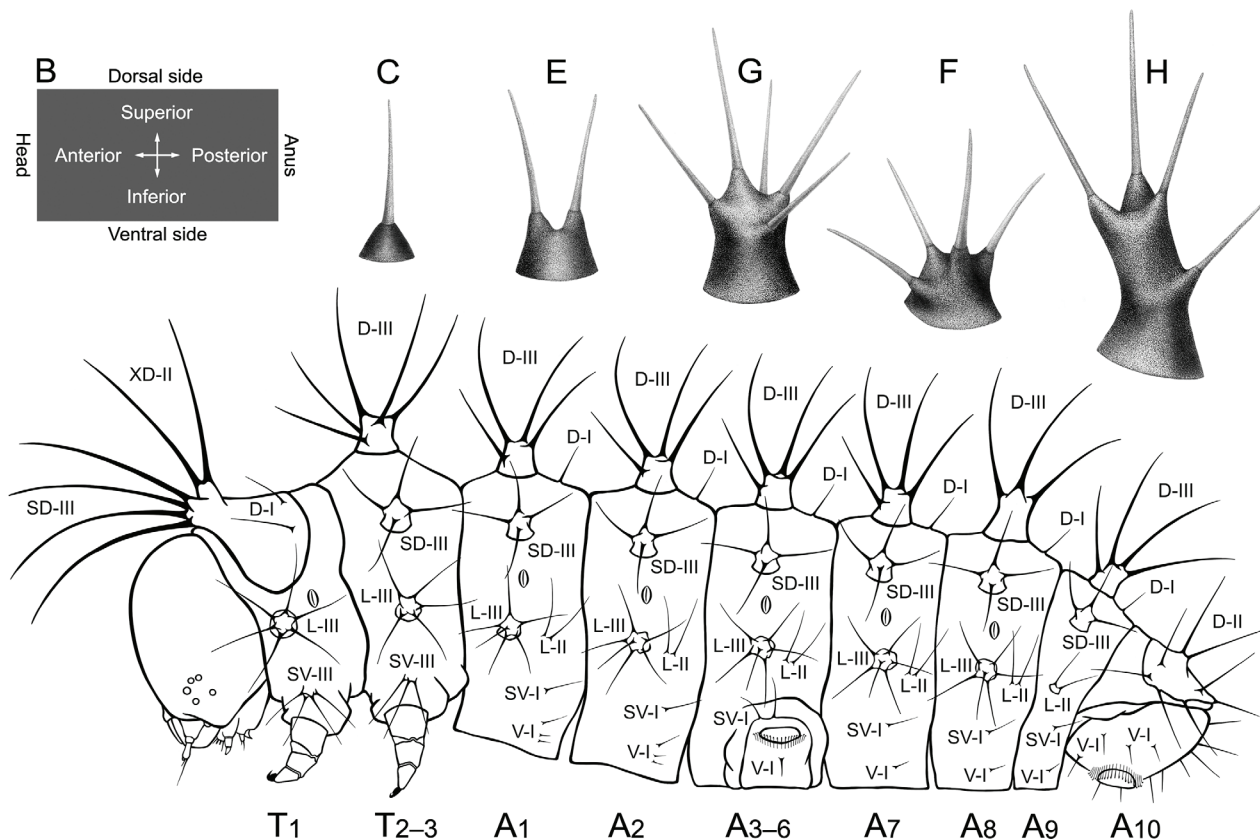 B
Dorsal side
Superior
Head
Anterior
Posterior
Anus
Inferior
Ventral side
C
E
G
F
H
XD-II
SD-III
D-I
L-III
SV-III
D-III
SD-III
L-III
SV-III
D-III
D-I
SD-III
L-III
L-II
SV-I
V-I
D-III
D-I
SD-III
L-III
L-II
SV-I
V-I
D-III
D-I
SD-III
L-III
L-II
SV-I
V-I
D-III
D-I
SD-III
L-III
L-II
SV-I
V-I
D-III
D-I
SD-III
L-III
L-II
SV-I
V-I
D-III
D-I
SD-III
L-II
SV-I
V-I
D-II
V-I
V-I
T1
T2–3
A1
A2
A3–6
A7
A8
A9
A10